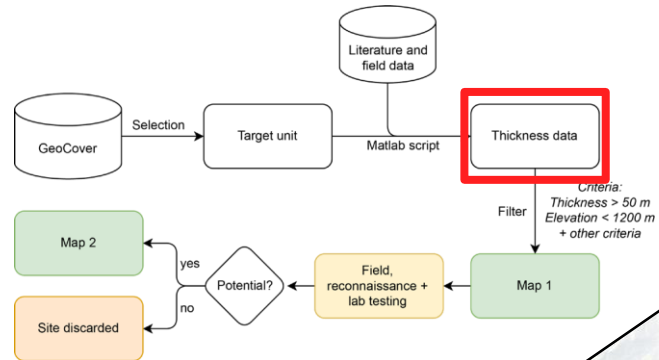 Literature and
field data
GeoCover
Selection
Target unit
Matlab script
Thickness data
Filter
Criteria:
Thickness > 50 m
Elevation < 1200 m
+ other criteria
Map 2
yes
Potential?
Field,
reconnaissance +
lab testing
Map 1
no
Site discarded